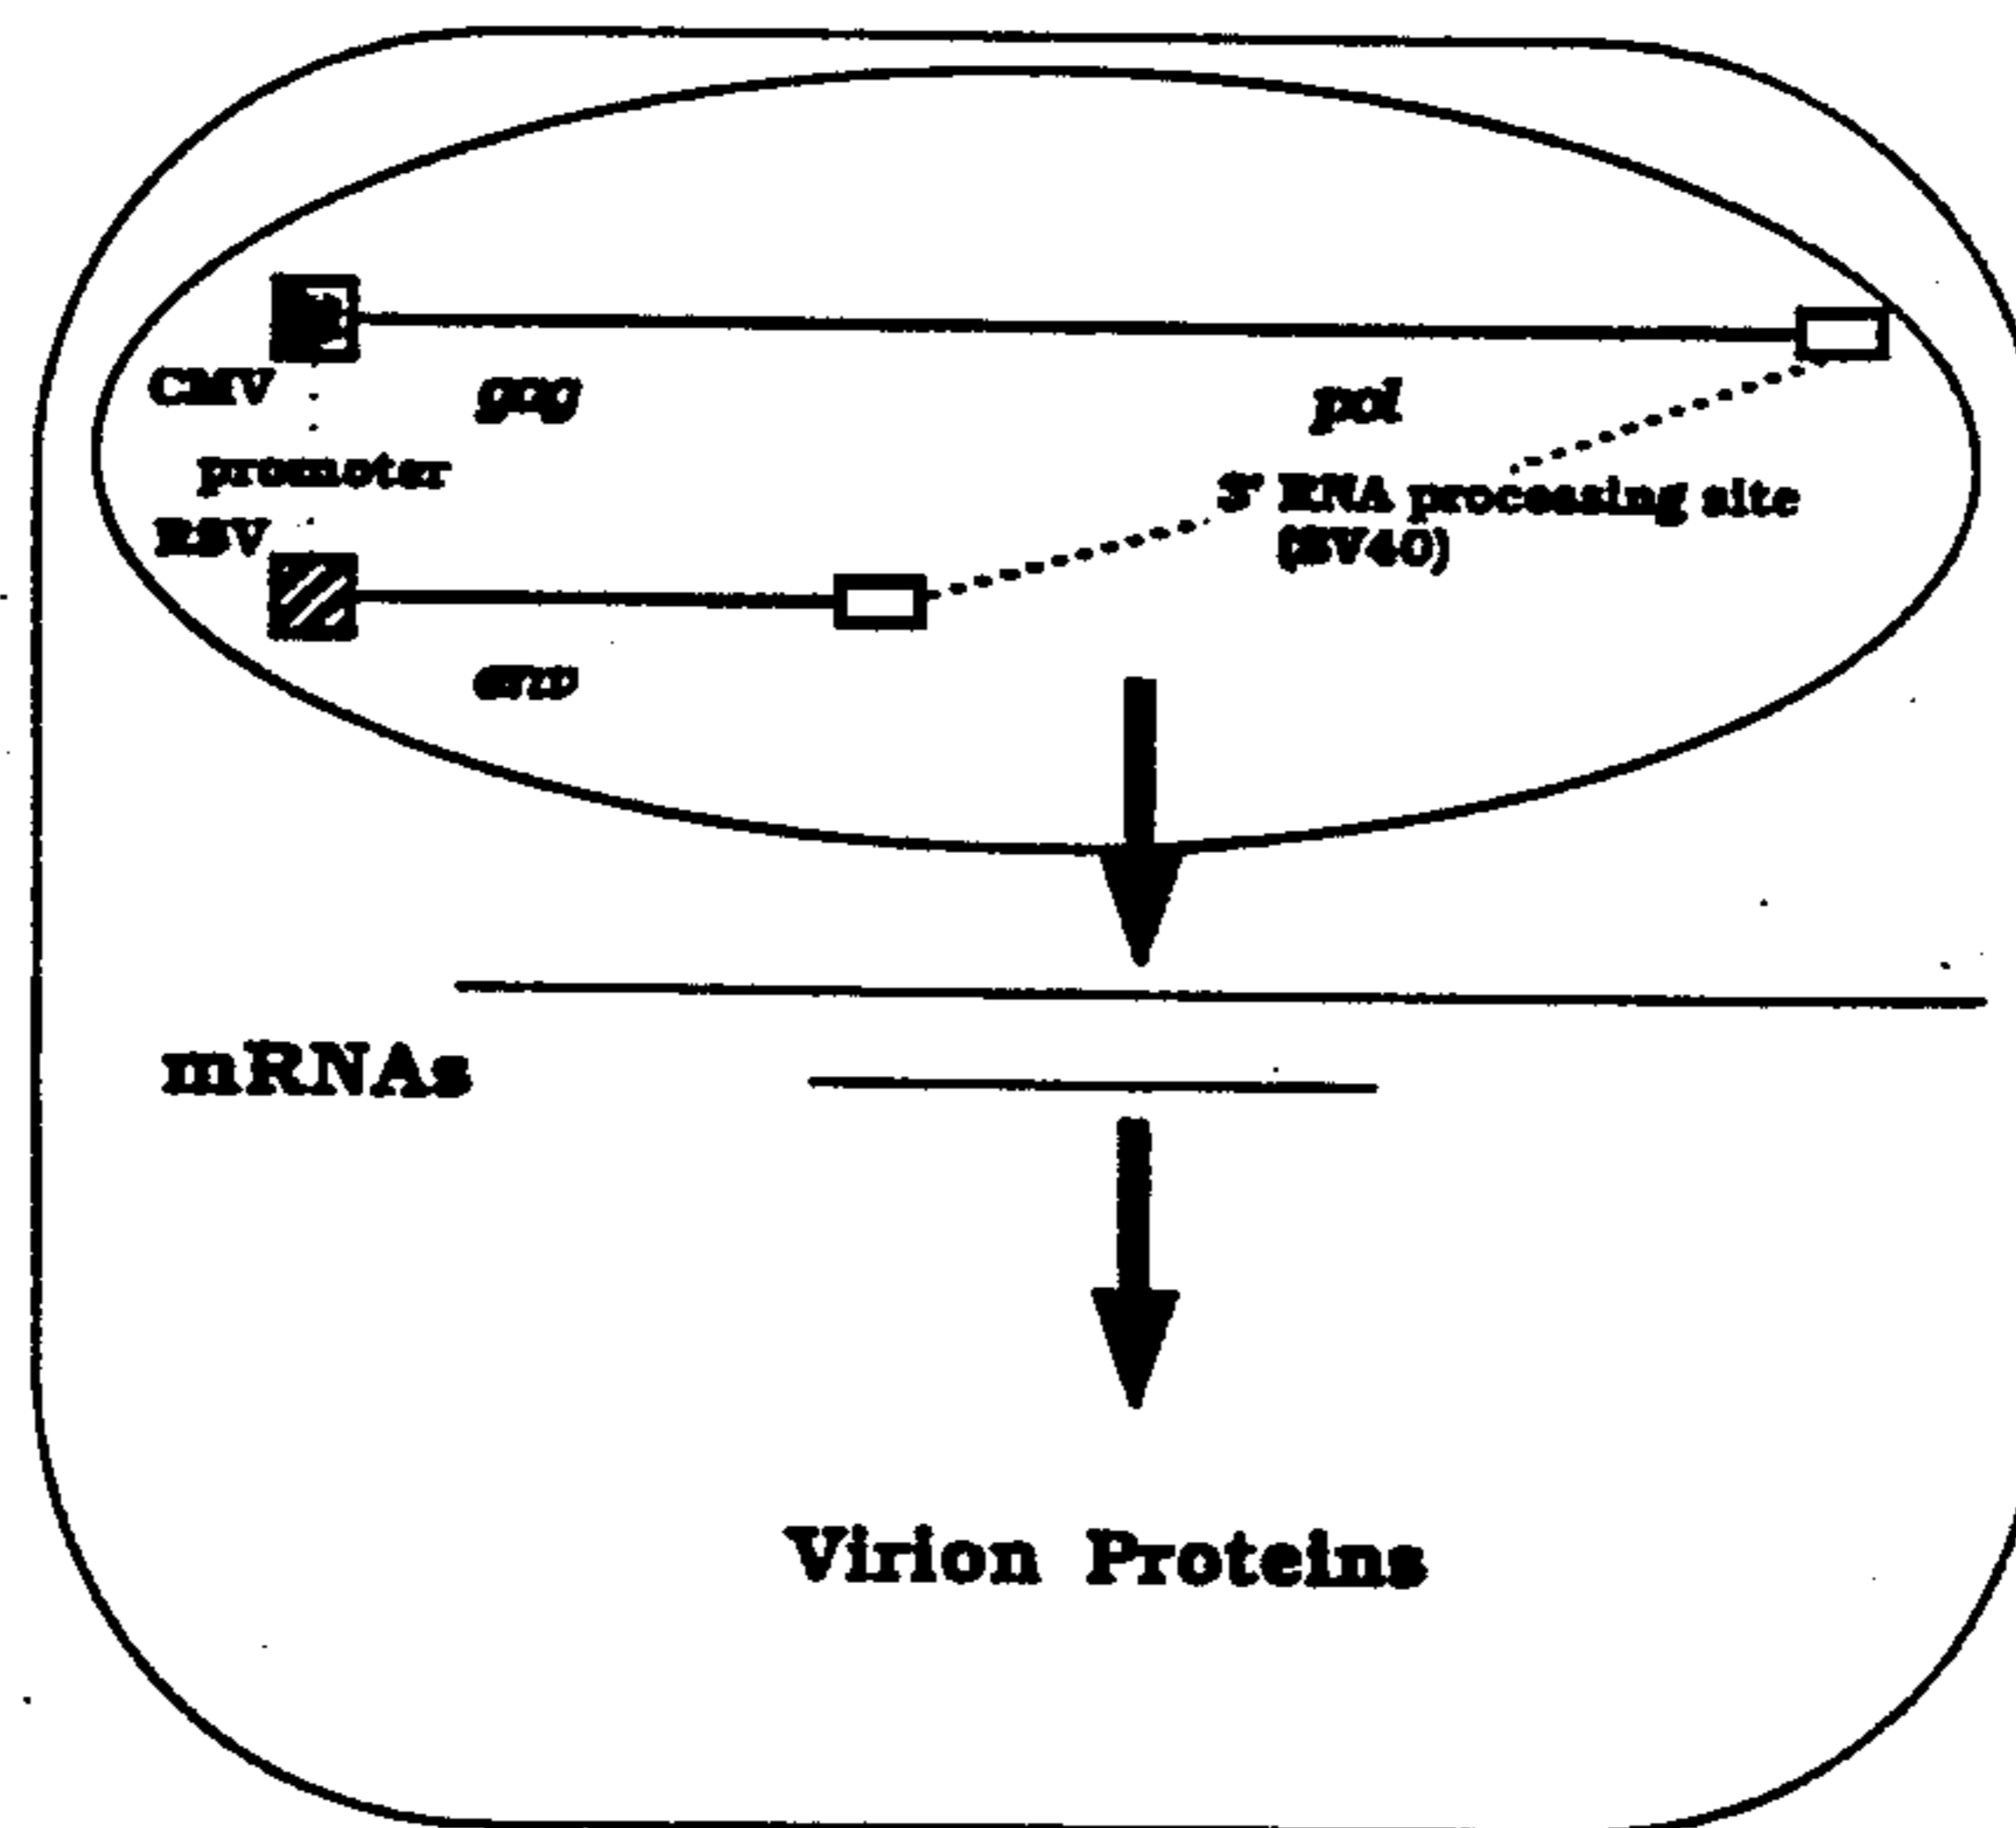 CMV
gag
pol
promoter
3' RNA processing site
RSV
(SV40)
env
mRNAs
Virion Proteins